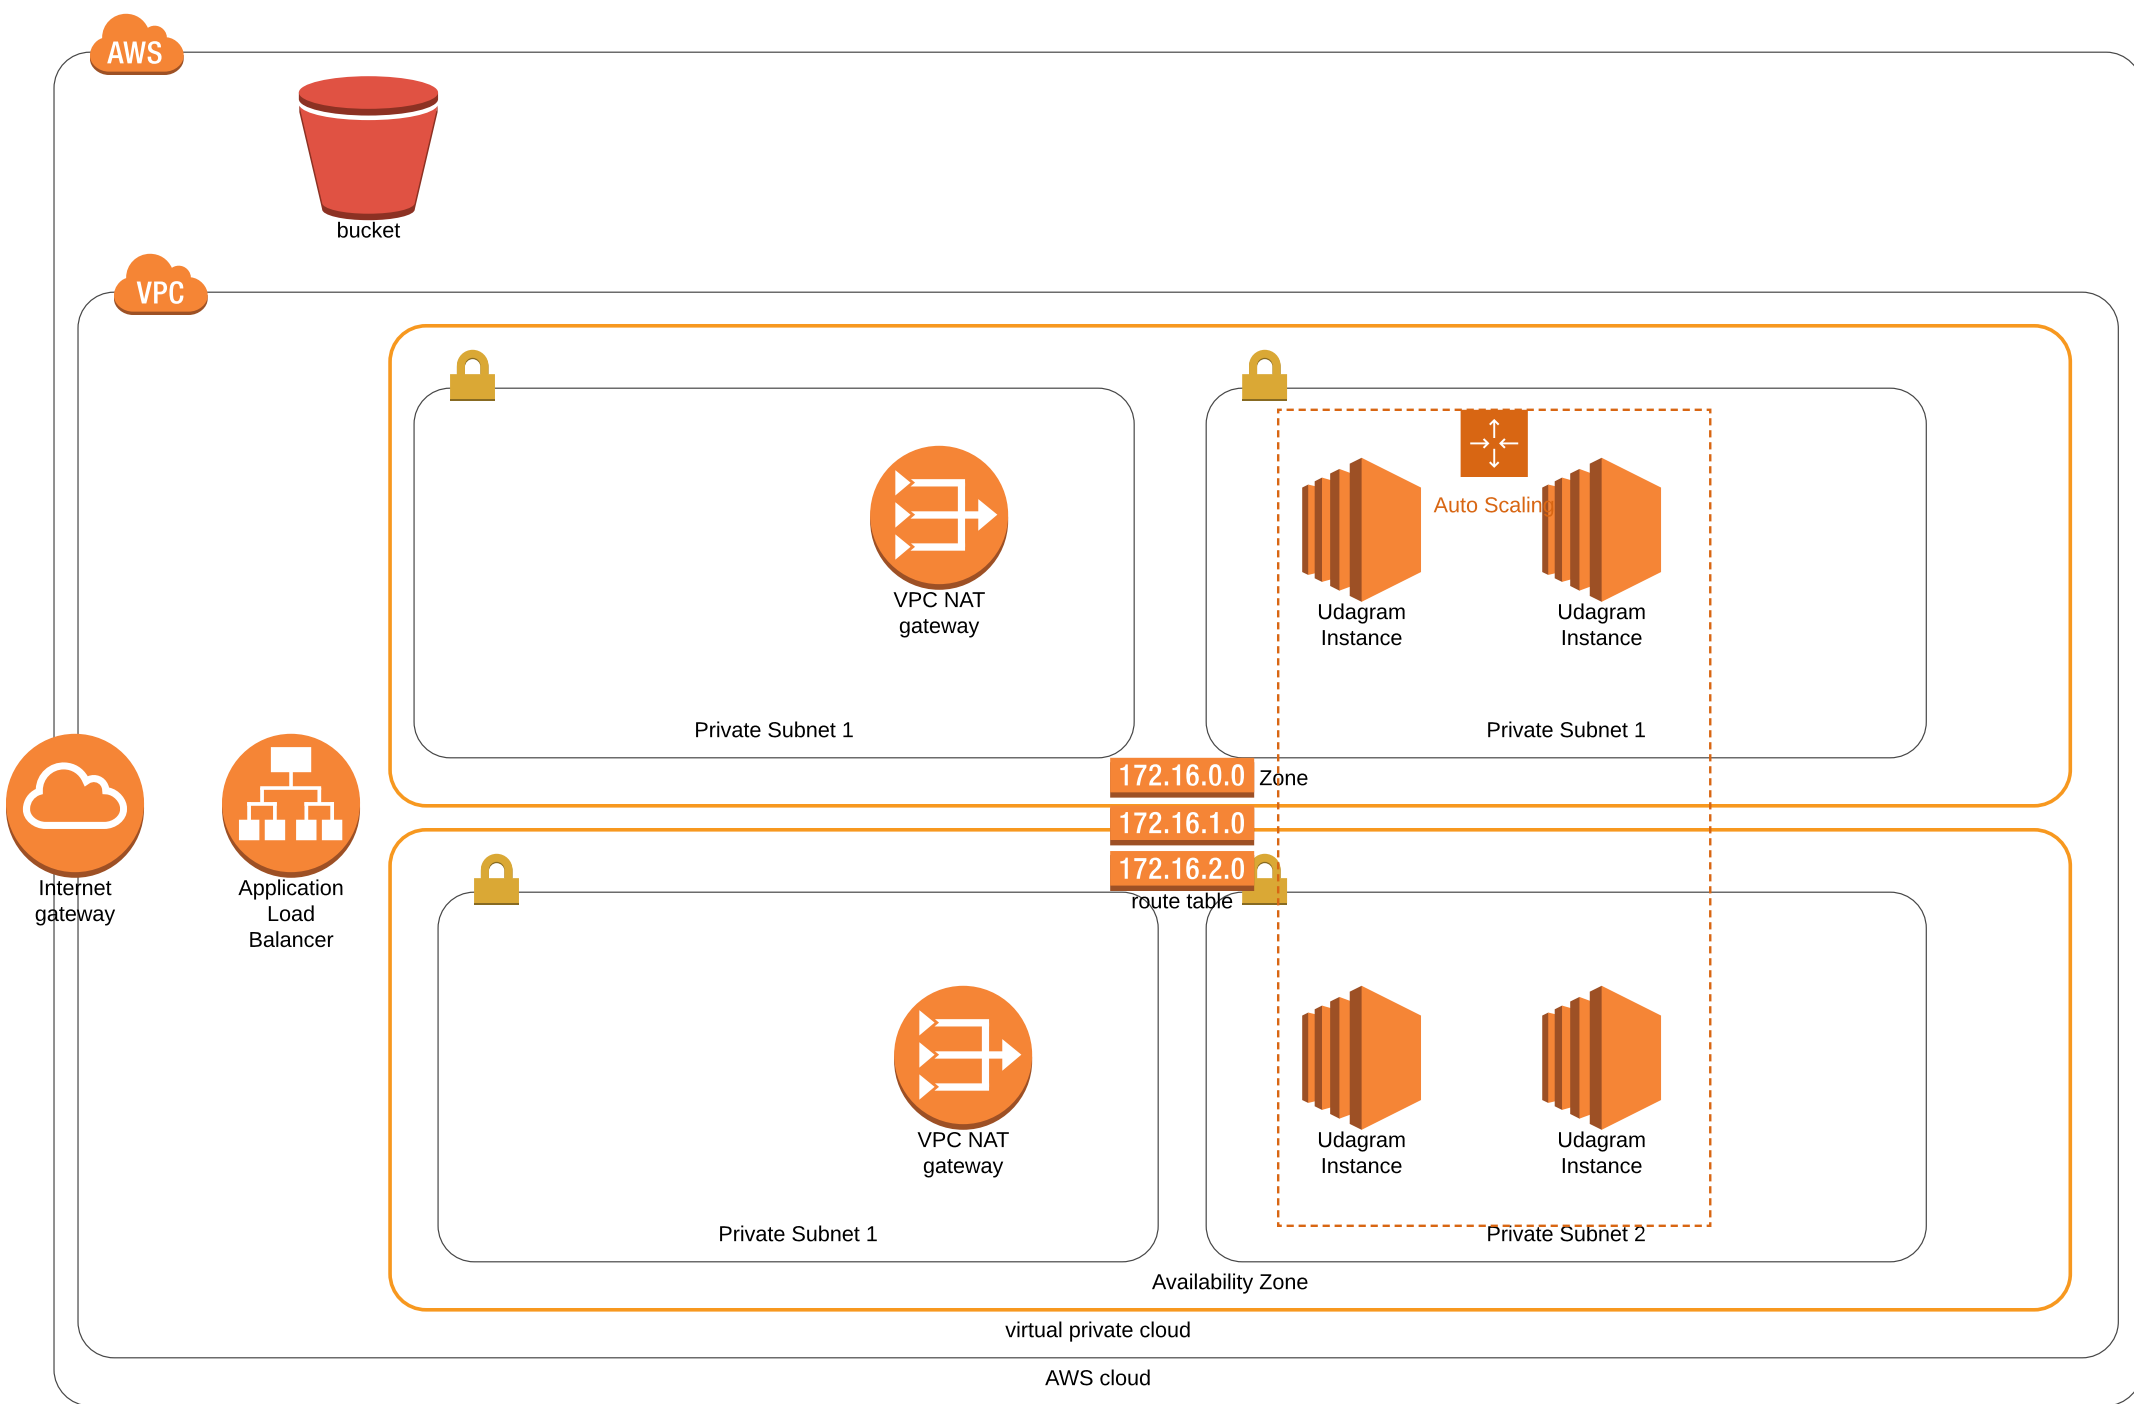 AWS
bucket
VPC
Auto Scaling
VPC NAT
gateway
Udagram
Instance
Udagram
Instance
Private Subnet 1
Private Subnet 1
172.16.0.0
Zone
172.16.1.0
172.16.2.0
route table
Internet
gateway
Application
Load
Balancer
VPC NAT
gateway
Udagram
Instance
Udagram
Instance
Private Subnet 1
Private Subnet 2
Availability Zone
virtual private cloud
AWS cloud